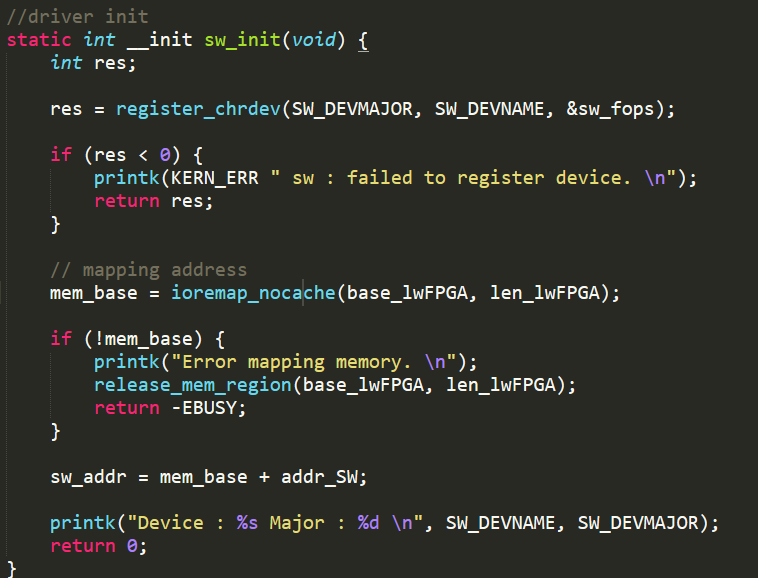 //driver init
static int __init sw_init(void) {
    int res;

    res = register_chrdev(SW_DEVMAJOR, SW_DEVNAME, &sw_fops);

    if (res < 0) {
        printk(KERN_ERR " sw : failed to register device. \n");
        return res;
    }

    // mapping address
    mem_base = ioremap_nocache(base_lwFPGA, len_lwFPGA);

    if (!mem_base) {
        printk("Error mapping memory. \n");
        release_mem_region(base_lwFPGA, len_lwFPGA);
        return -EBUSY;
    }

    sw_addr = mem_base + addr_SW;

    printk("Device : %s Major : %d \n", SW_DEVNAME, SW_DEVMAJOR);
    return 0;
}